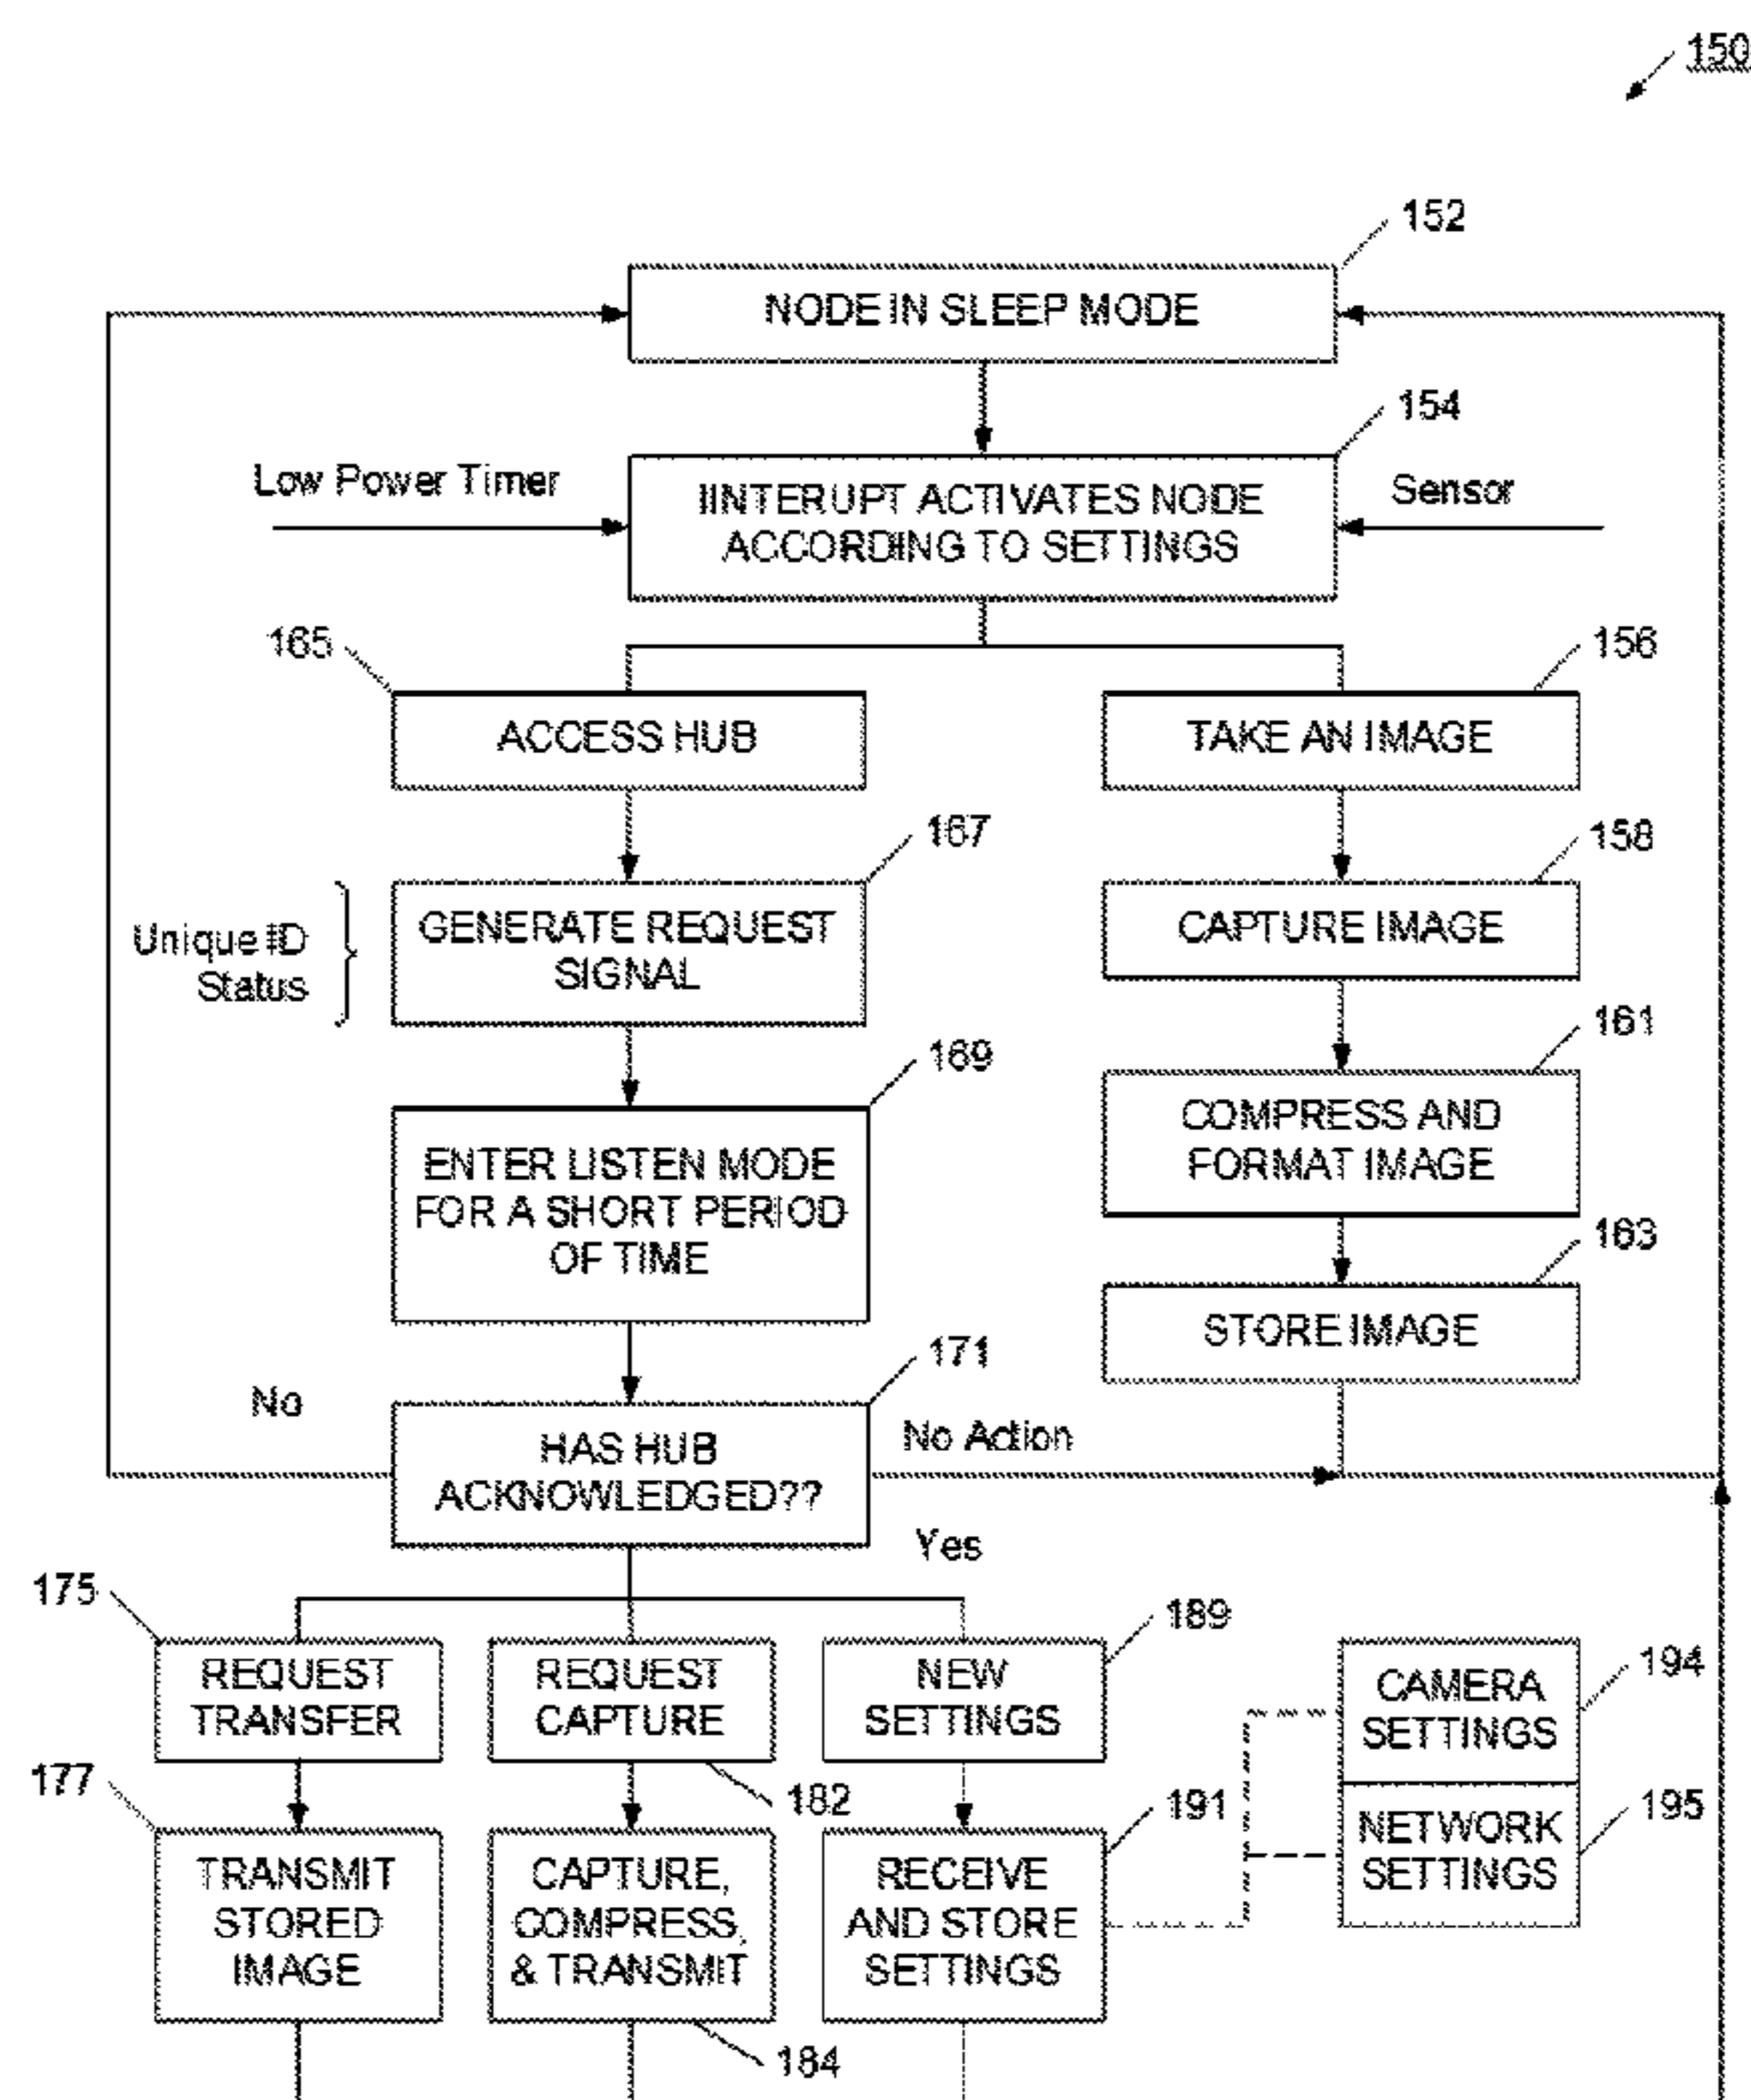 150
152
NODE IN SLEEP MODE
154
Low Power Timer
IINTERUPT ACTIVATES NODE
ACCORDING TO SETTINGS
Sensor
165
156
ACCESS HUB
TAKE AN IMAGE
167
158
Unique ID
Status
GENERATE REQUEST
SIGNAL
CAPTURE IMAGE
169
161
ENTER LISTEN MODE
FOR A SHORT PERIOD
OF TIME
COMPRESS AND
FORMAT IMAGE
163
STORE IMAGE
171
No
HAS HUB
ACKNOWLEDGED??
No Action
Yes
175
189
REQUEST
TRANSFER
REQUEST
CAPTURE
NEW
SETTINGS
CAMERA
SETTINGS
194
177
182
191
195
NETWORK
SETTINGS
TRANSMIT
STORED
IMAGE
CAPTURE,
COMPRESS,
& TRANSMIT
RECEIVE
AND STORE
SETTINGS
184